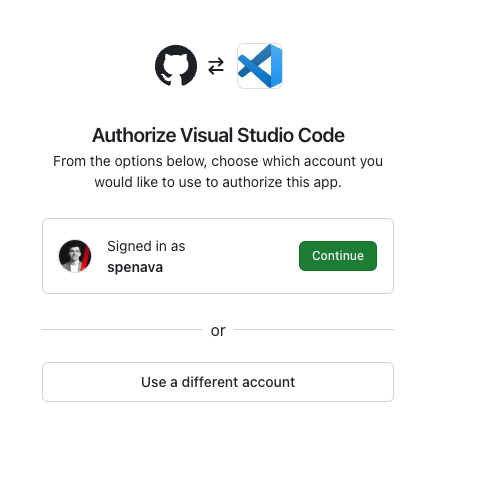 Authorize Visual Studio Code
From the options below, choose which account you
would like to use to authorize this app.
Signed in as
spenava
Continue
or
Use a different account